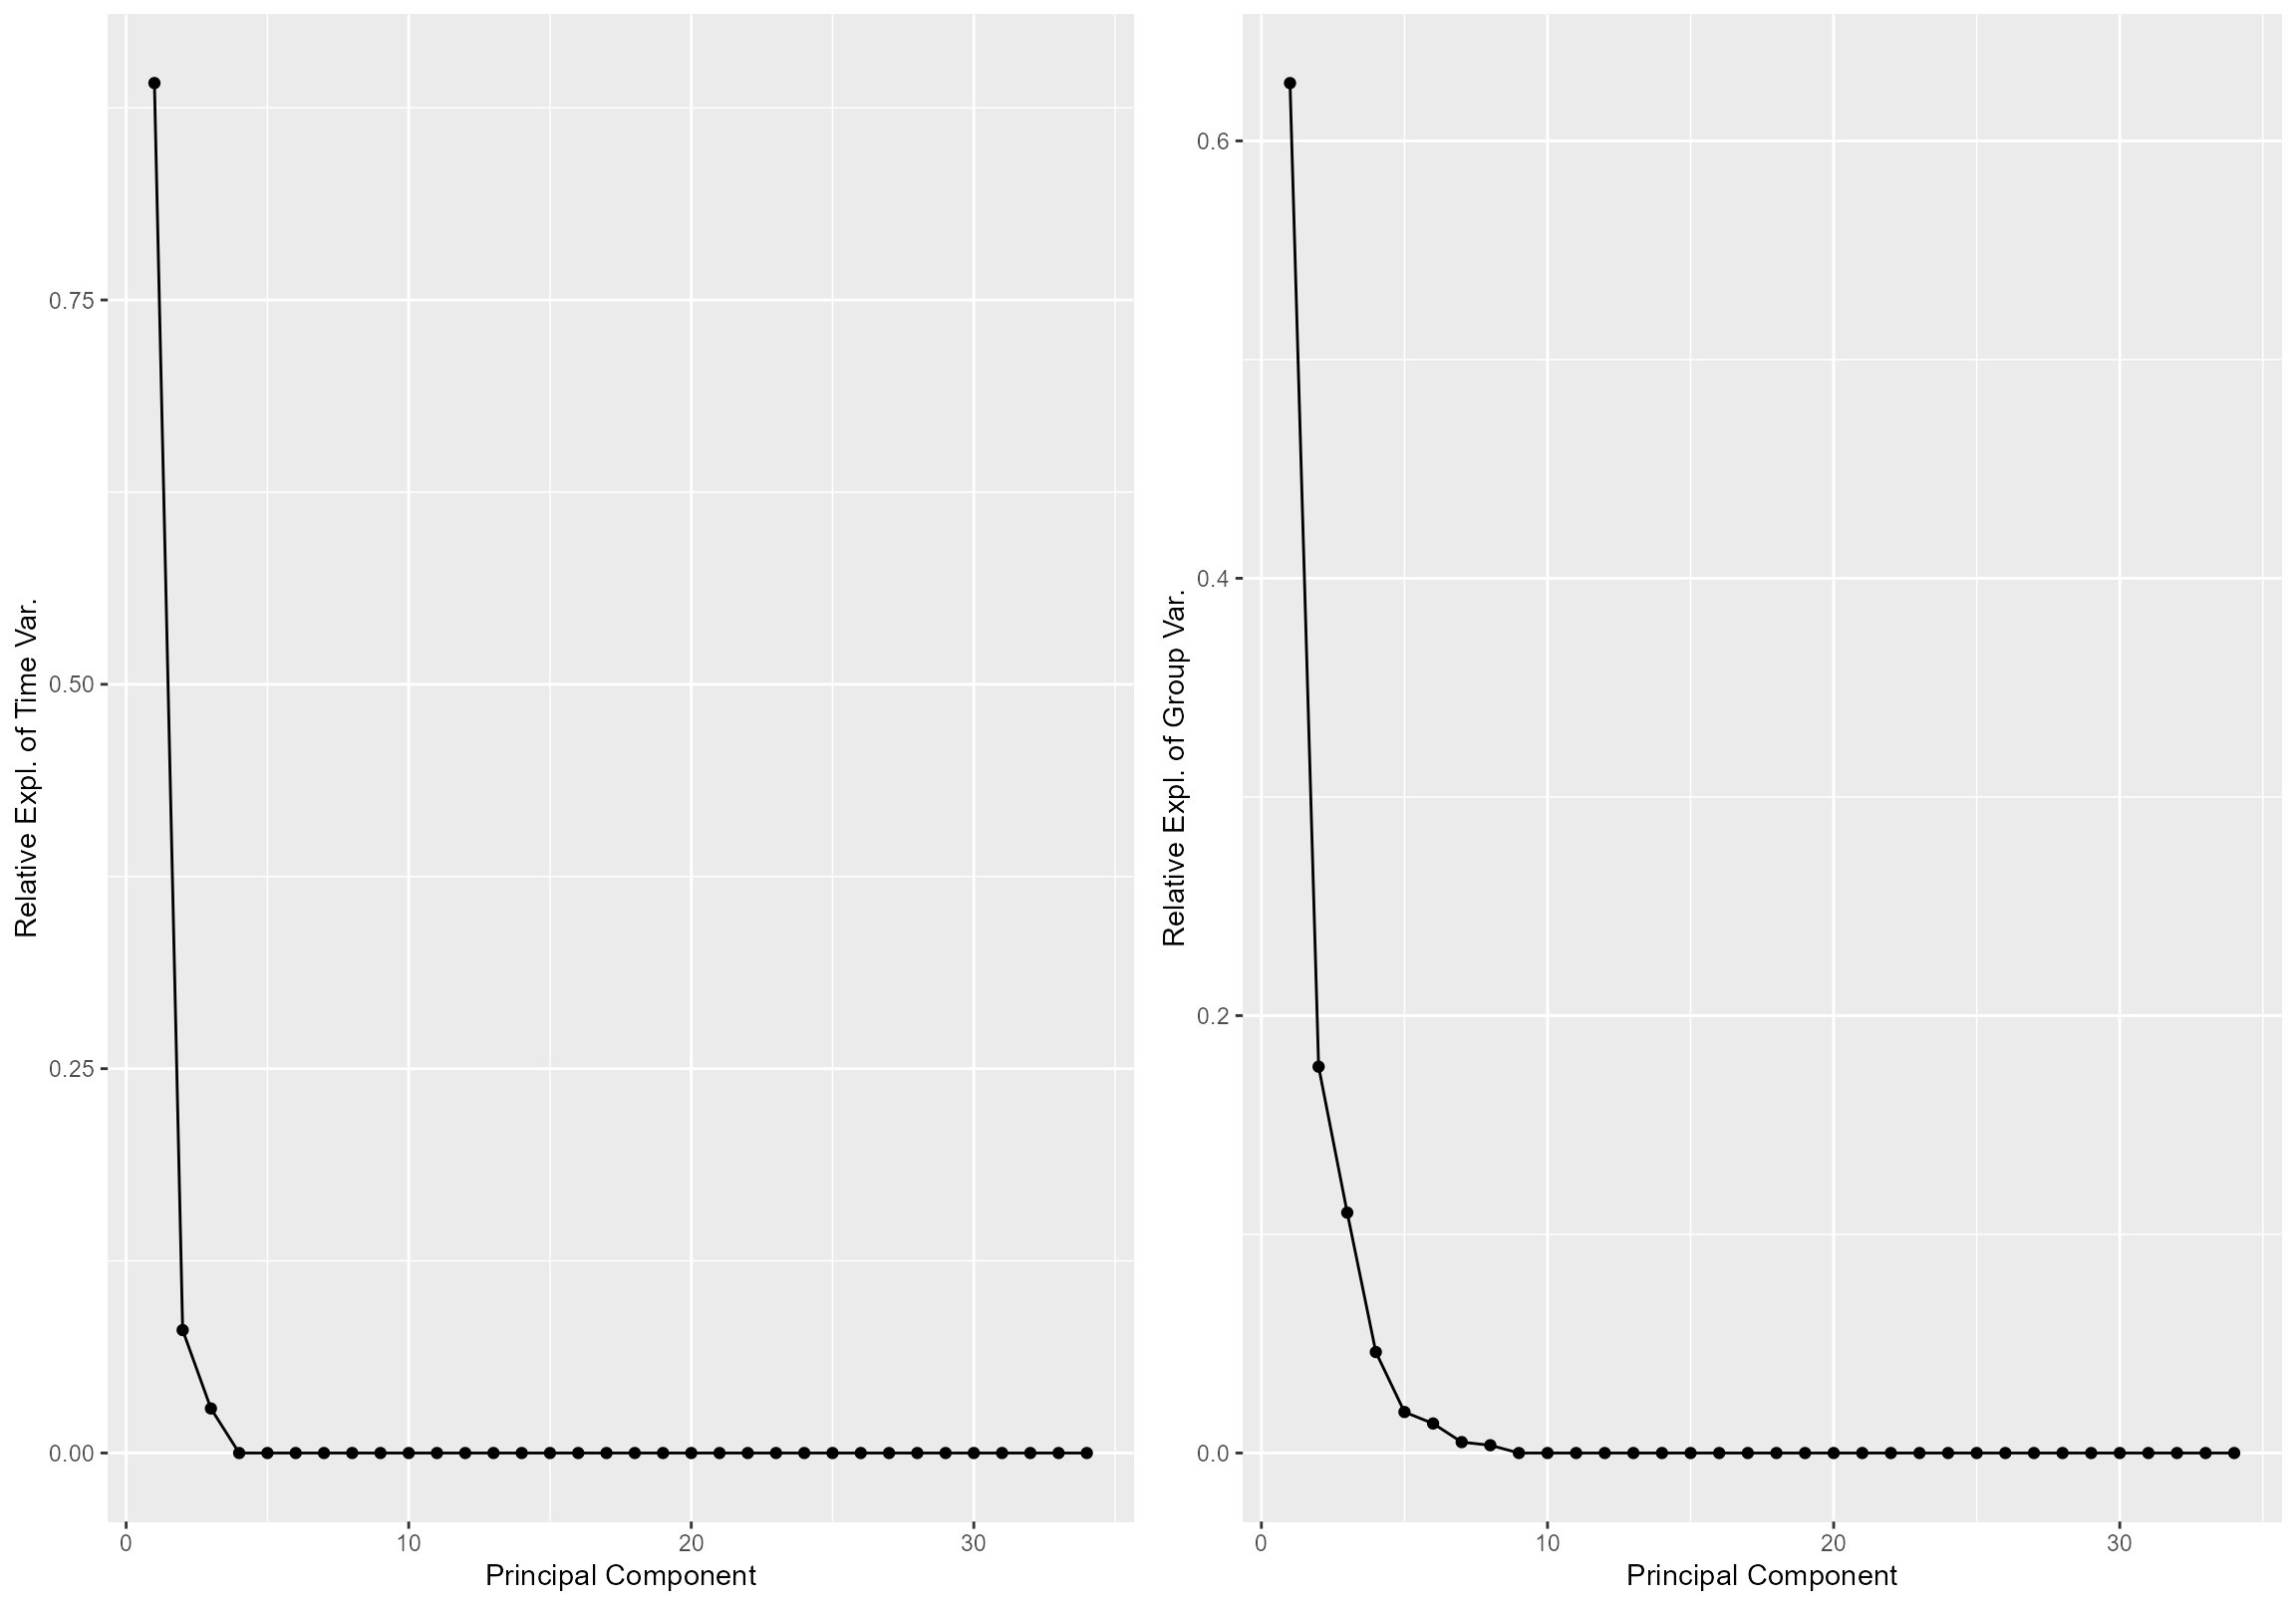 Relative Expl. of Time Var.
0.75
0.50
0.25
0.00
0 10 20 30
Principal Component
Relative Expl. of Group Var.
0.6
0.4
0.2
0.0
0 10 20 30
Principal Component